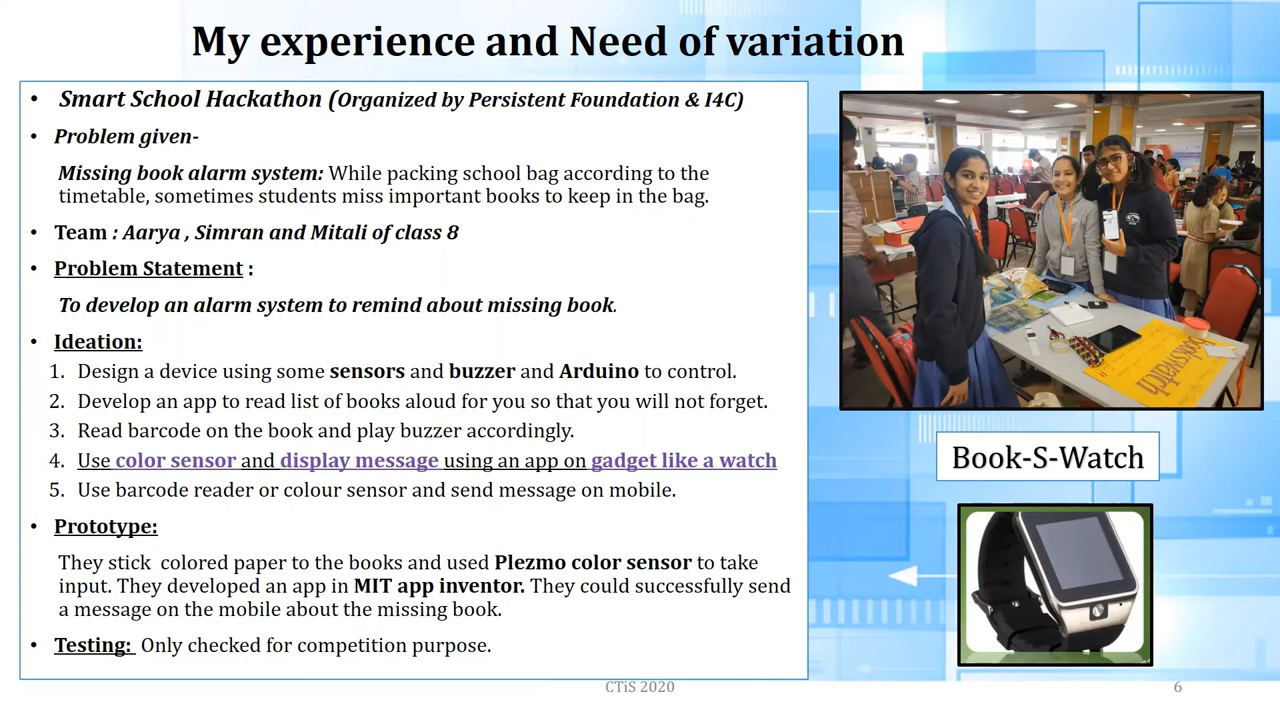 My experience and Need of variation
• Smart School Hackathon (Organized by Persistent Foundation & I4C)
• Problem given-
Missing book alarm system: While packing school bag according to the
timetable, sometimes students miss important books to keep in the bag.
• Team : Aarya , Simran and Mitali of class 8
• Problem Statement :
To develop an alarm system to remind about missing book.
• Ideation:
1. Design a device using some sensors and buzzer and Arduino to control.
2. Develop an app to read list of books aloud for you so that you will not forget.
3. Read barcode on the book and play buzzer accordingly.
4. Use color sensor and display message using an app on gadget like a watch
5. Use barcode reader or colour sensor and send message on mobile.
• Prototype:
They stick colored paper to the books and used Plezmo color sensor to take
input. They developed an app in MIT app inventor. They could successfully send
a message on the mobile about the missing book.
• Testing: Only checked for competition purpose.
bookswatch
Book-S-Watch
CTiS 2020
6